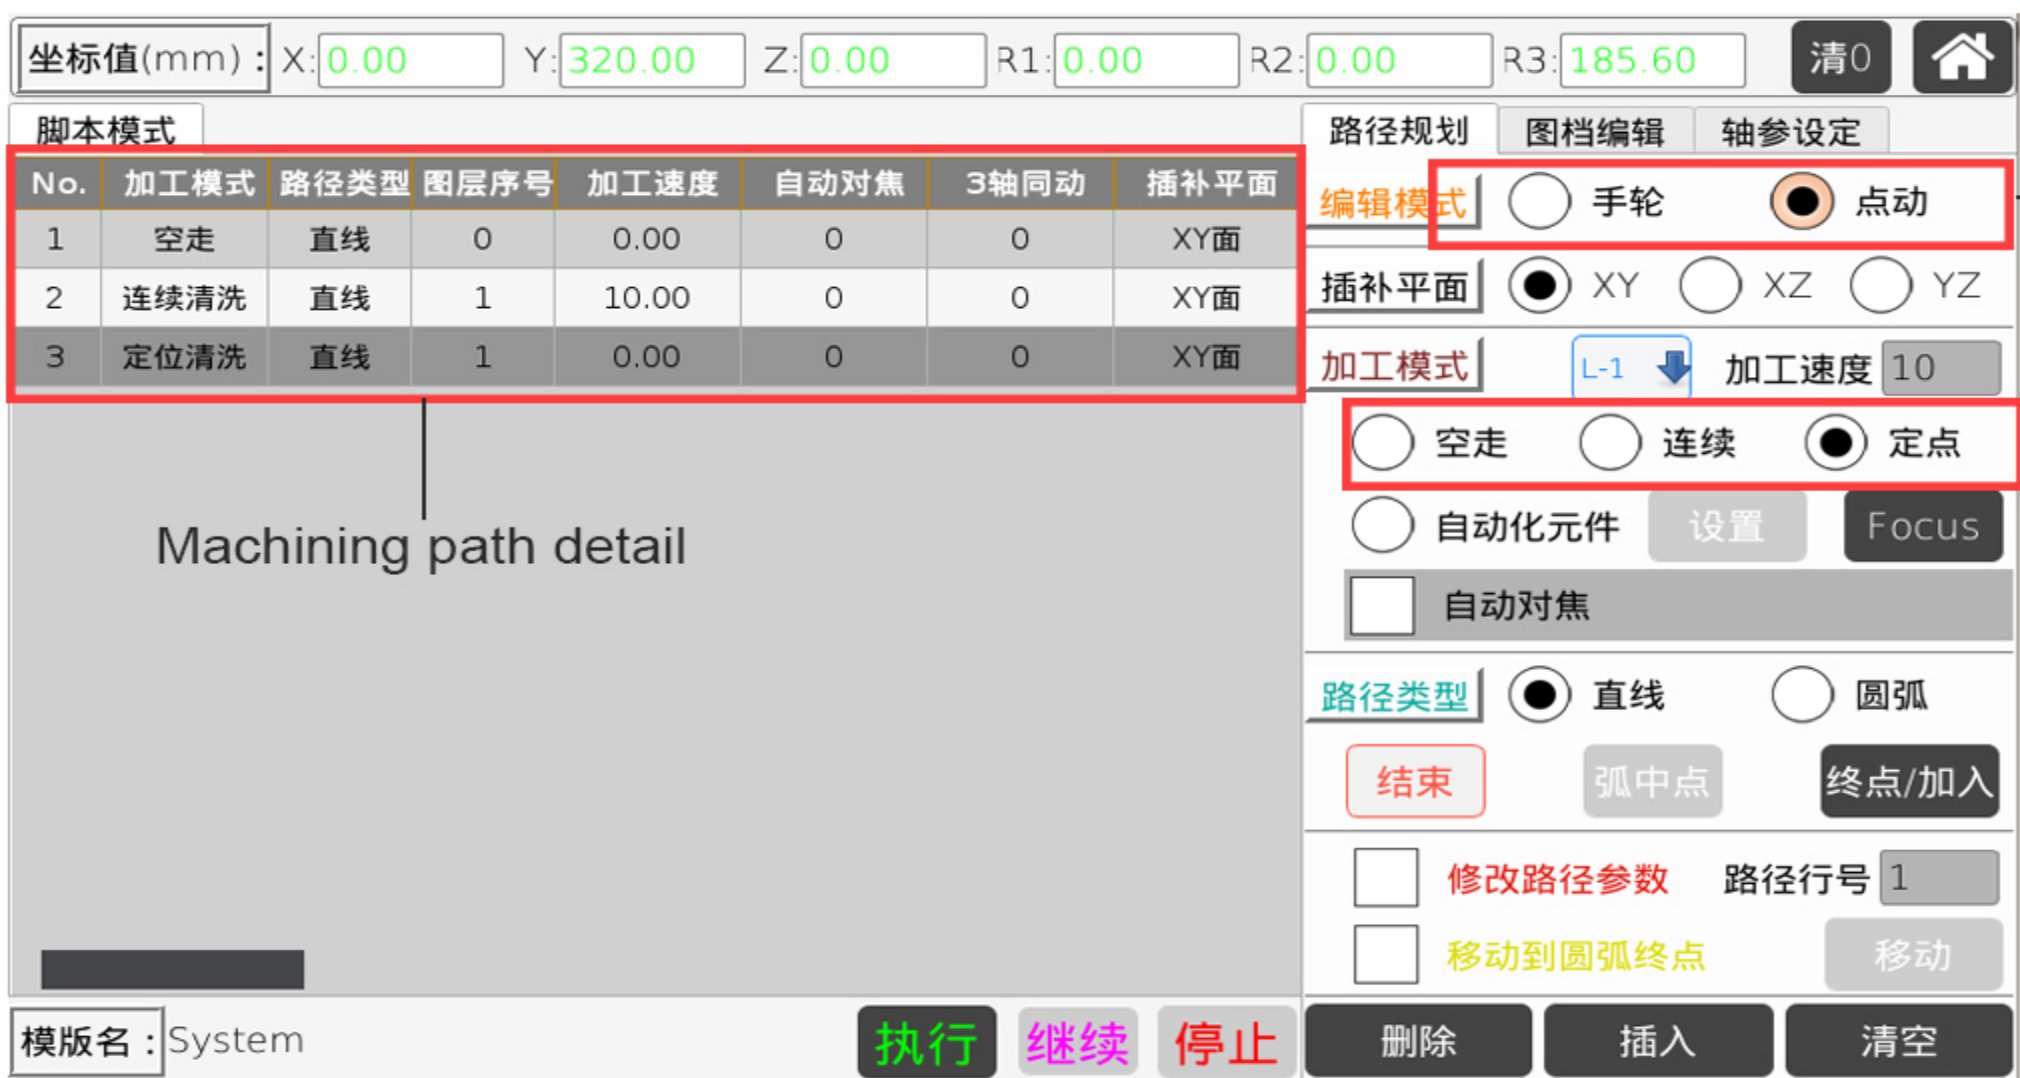 坐标值(mm) : X: 0.00 Y: 320.00 Z: 0.00 R1: 0.00 R2: 0.00 R3: 185.60 清0
脚本模式
No. 加工模式 路径类型 图层序号 加工速度 自动对焦 3轴同动 插补平面
1 空走 直线 0 0.00 0 0 XY面
2 连续清洗 直线 1 10.00 0 0 XY面
3 定位清洗 直线 1 0.00 0 0 XY面
Machining path detail
路径规划 图档编辑 轴参设定
编辑模式 手轮 点动
插补平面 XY XZ YZ
加工模式 L-1 加工速度 10
空走 连续 定点
自动化元件 设置 Focus
自动对焦
路径类型 直线 圆弧
结束 弧中点 终点/加入
修改路径参数 路径行号 1
移动到圆弧终点 移动
模版名 : System 执行 继续 停止 删除 插入 清空